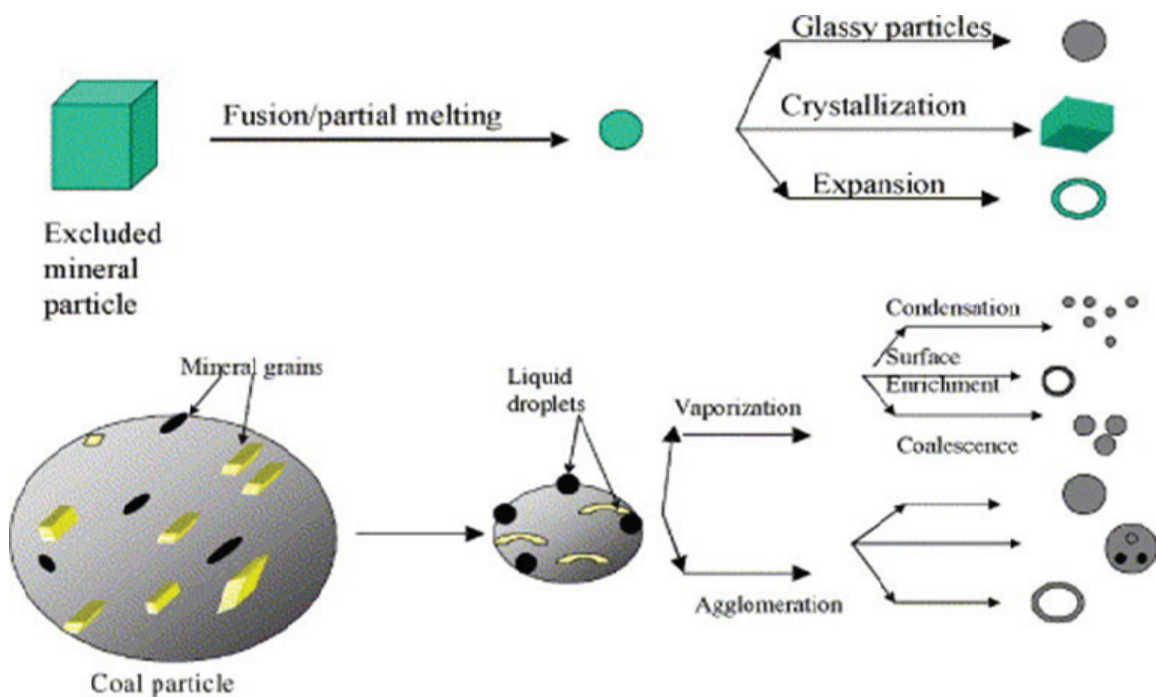 Glassy particles
Fusion/partial melting
Crystallization
Expansion
Excluded
mineral
particle
Mineral grains
Liquid
droplets
Vaporization
Condensation
Surface
Enrichment
Coalescence
Agglomeration
Coal particle